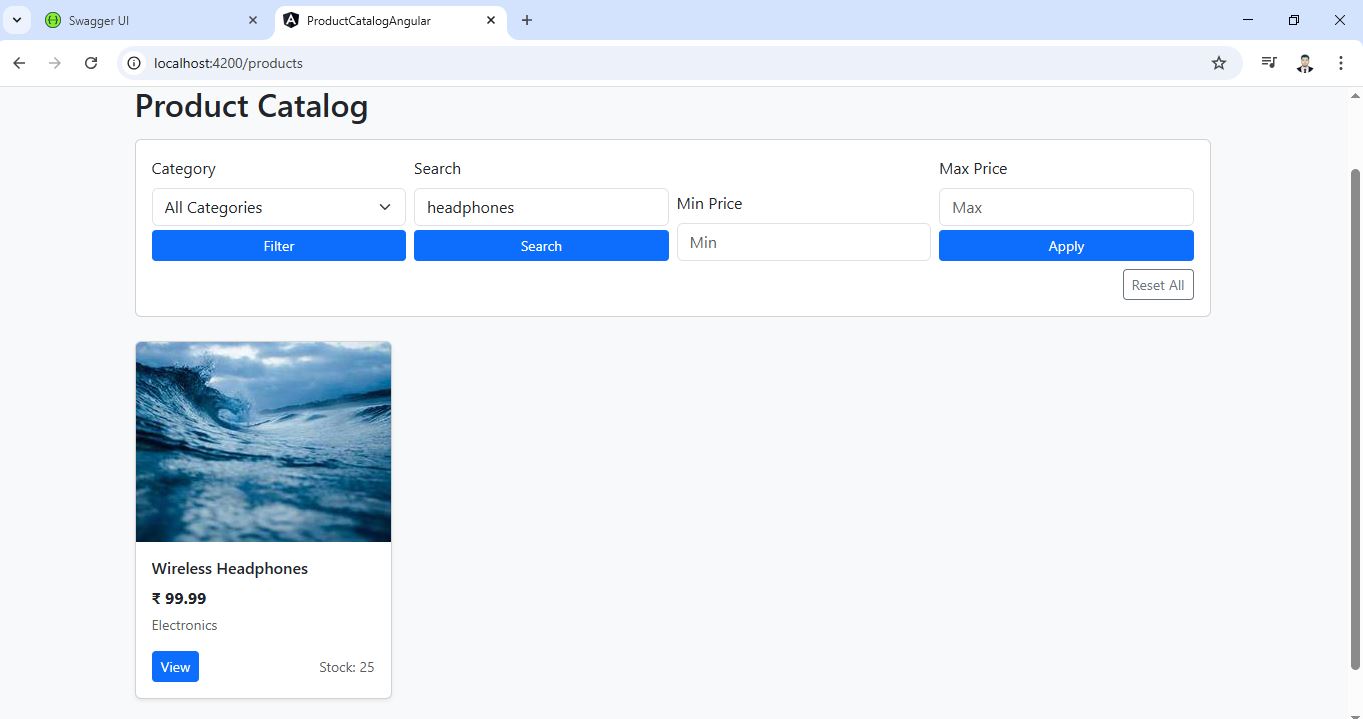 Swagger UI
ProductCatalogAngular
localhost:4200/products
Product Catalog
Category
Search
Min Price
Max Price
All Categories
headphones
Min
Max
Filter
Search
Apply
Reset All
Wireless Headphones
₹ 99.99
Electronics
View
Stock: 25